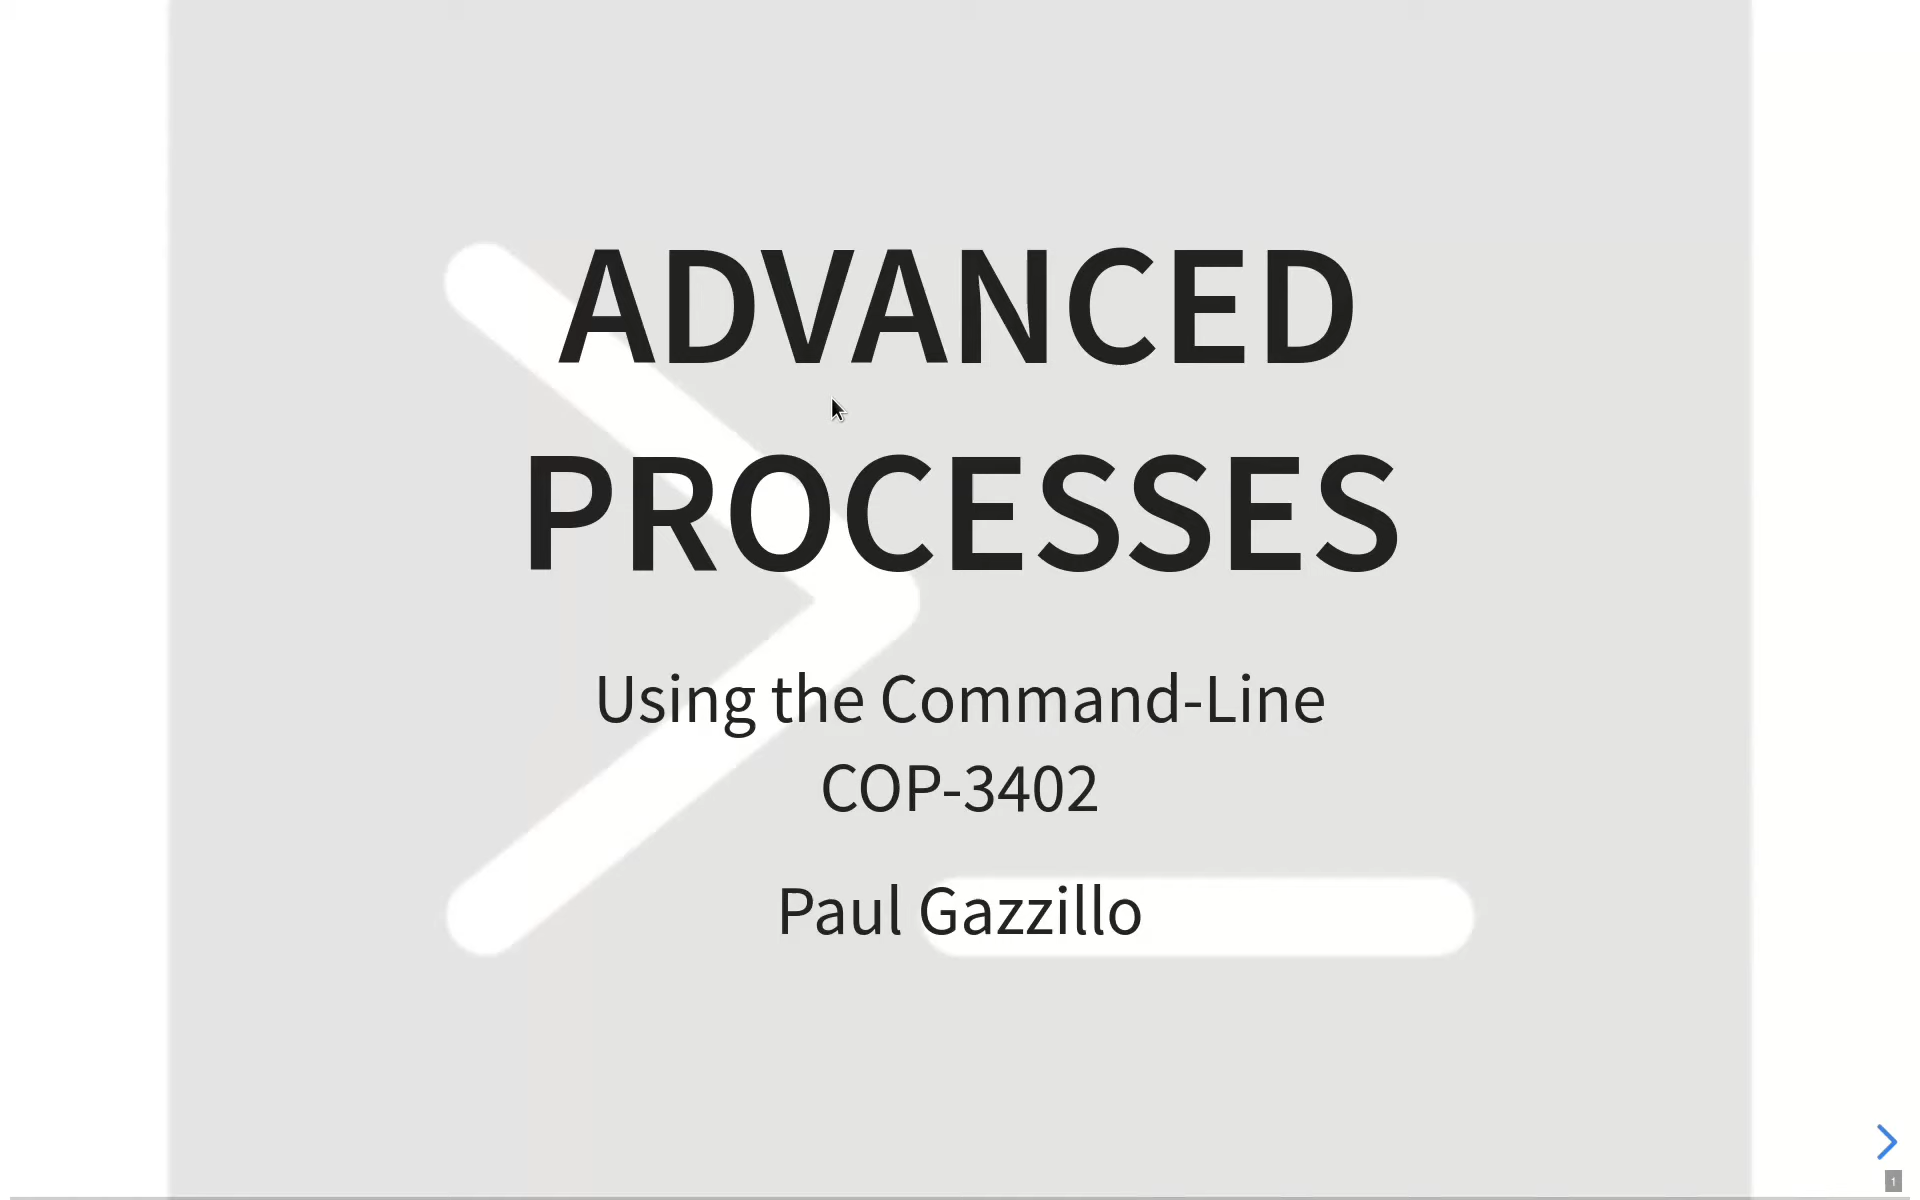 ADVANCED
PROCESSES
Using the Command-Line
COP-3402
Paul Gazzillo
1